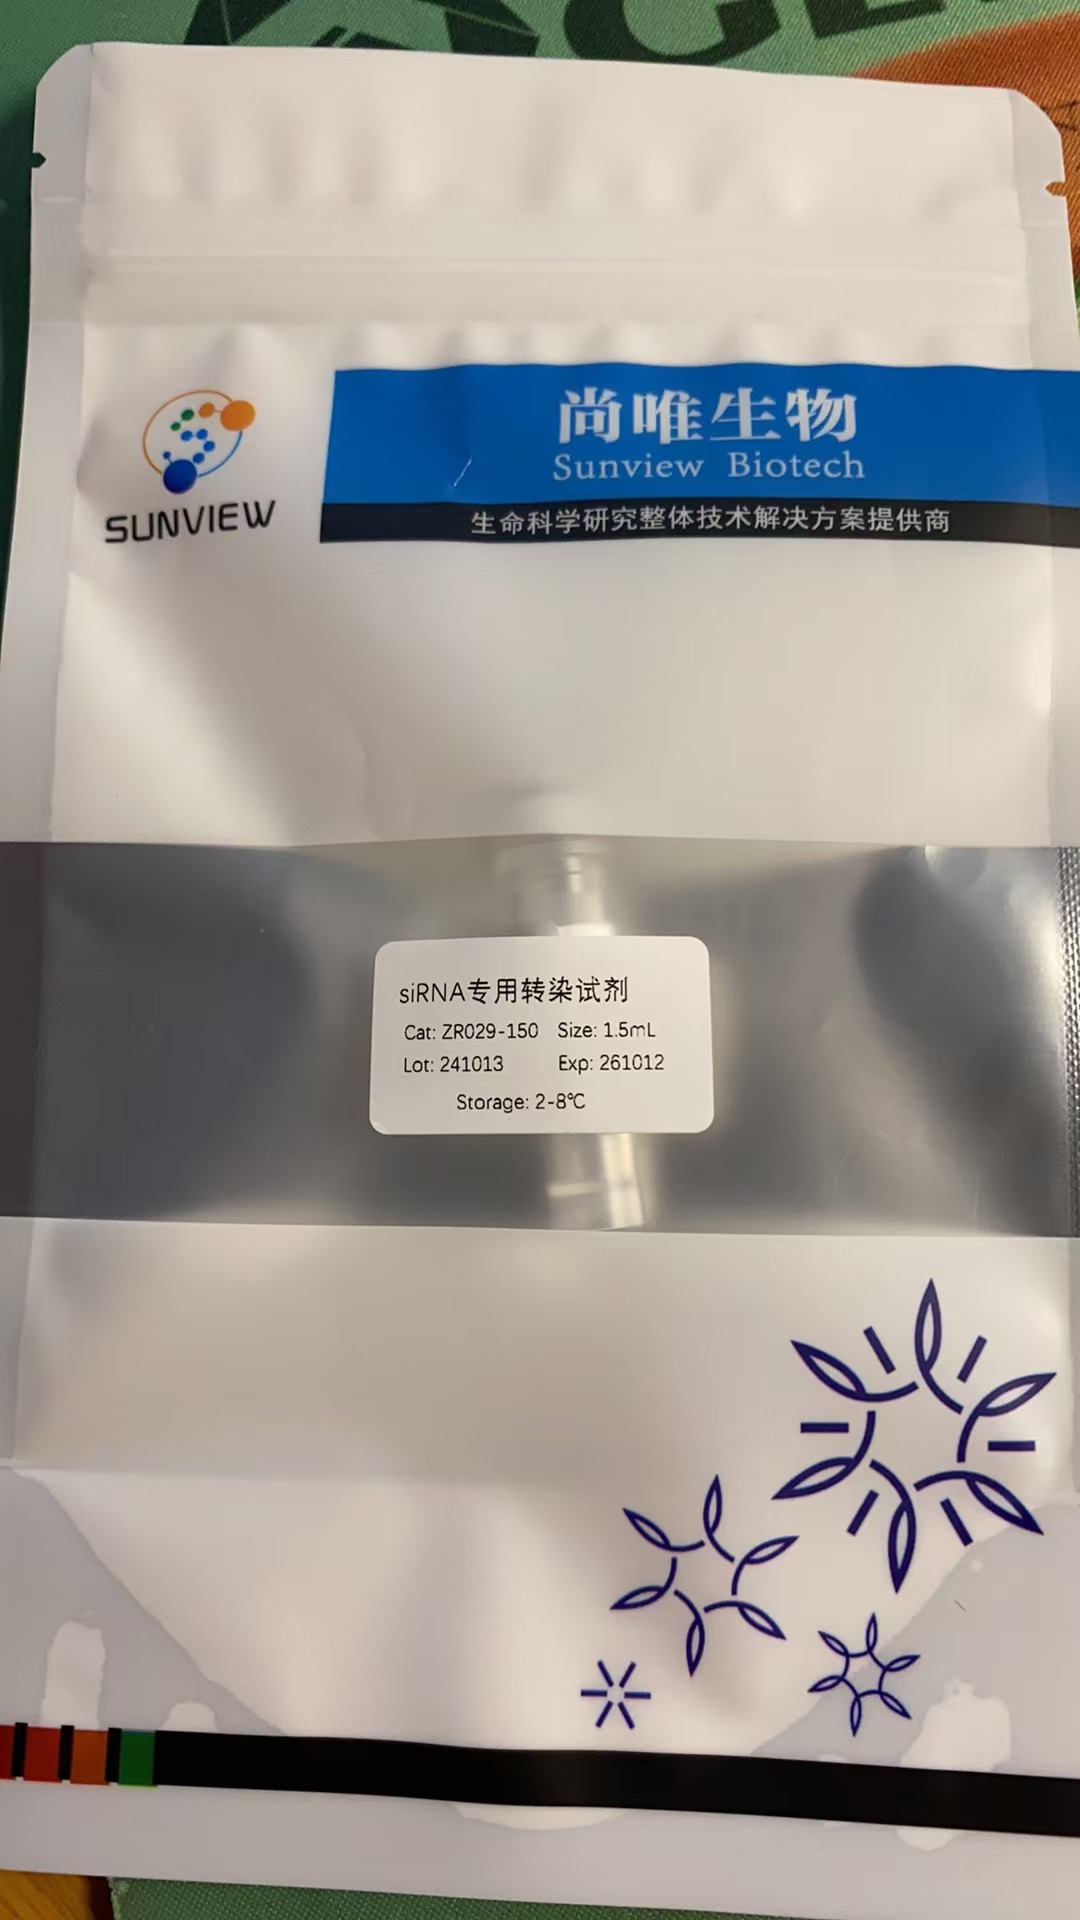 尚唯生物
Sunview Biotech
SUNVIEW
生命科学研究整体技术解决方案提供商
siRNA专用转染试剂
Cat: ZR029-150 Size: 1.5mL
Lot: 241013 Exp: 261012
Storage: 2-8℃